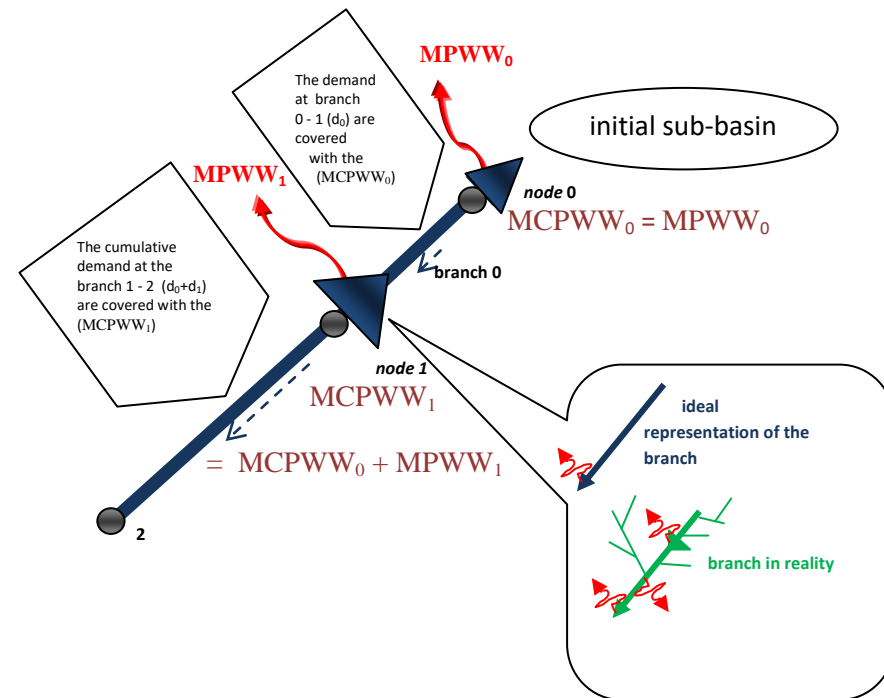 MPWW₀
The demand
at branch
0 - 1 (d₀) are
covered
with the
(MCPWW₀)
initial sub-basin
MPWW₁
node 0
MCPWW₀ = MPWW₀
The cumulative
demand at the
branch 1 - 2 (d₀+d₁)
are covered with the
(MCPWW₁)
branch 0
node 1
MCPWW₁
= MCPWW₀ + MPWW₁
2
ideal
representation of the
branch
branch in reality